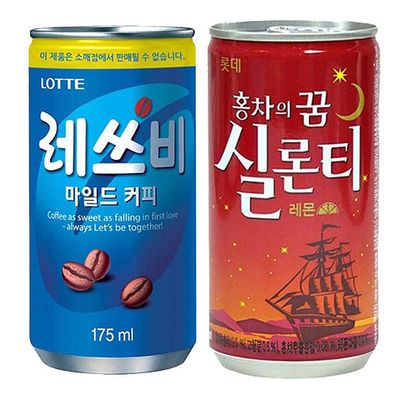 이 제품은 소매점에서 판매될 수 없습니다.
LOTTE
레쓰비
마일드 커피
Coffee as sweet as falling in first love
- always Let's be together!
175 ml
롯데
홍차의 꿈
실론티
레몬